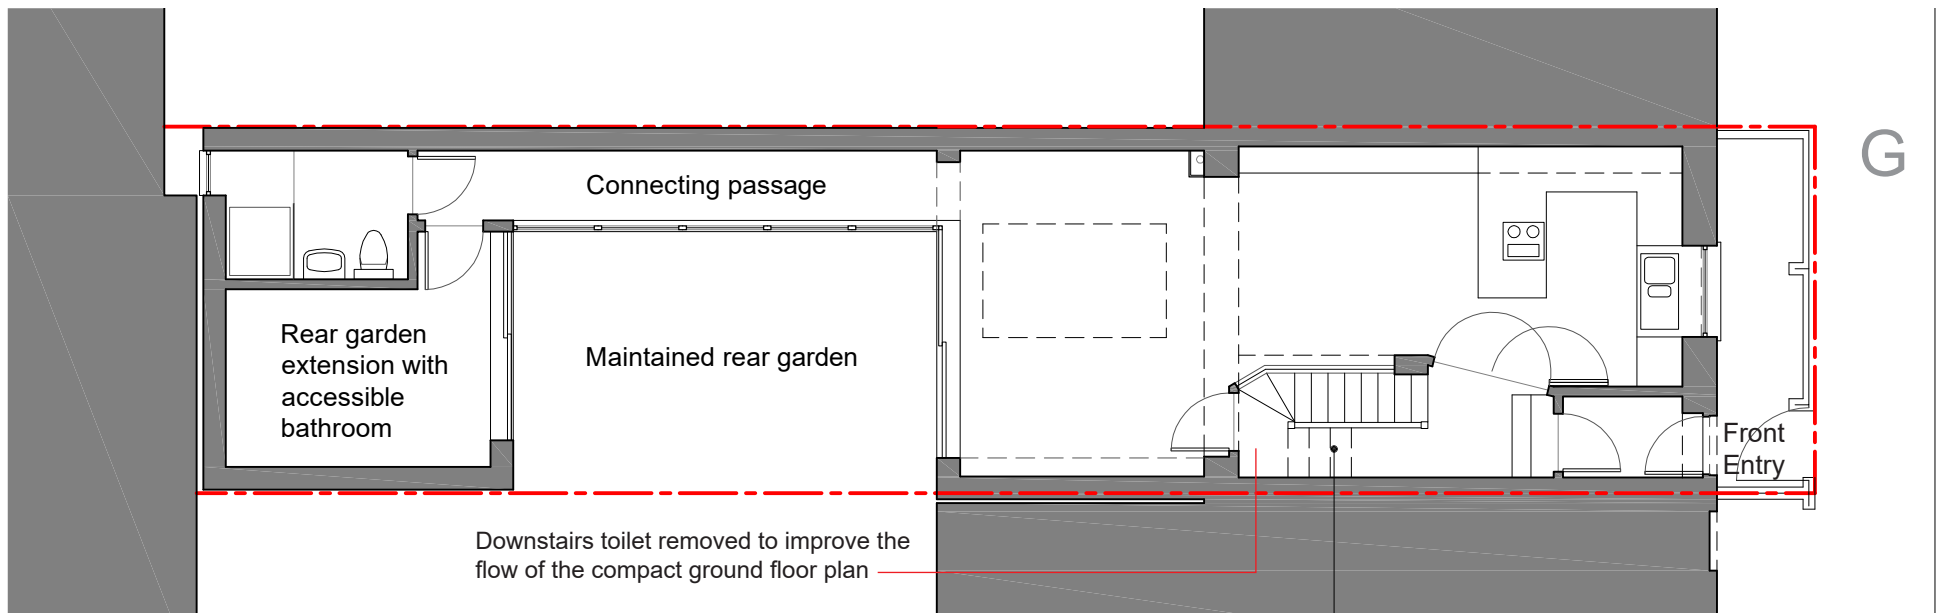 Connecting passage
G
Rear garden
extension with
accessible
bathroom
Maintained rear garden
Front
Entry
Downstairs toilet removed to improve the
flow of the compact ground floor plan